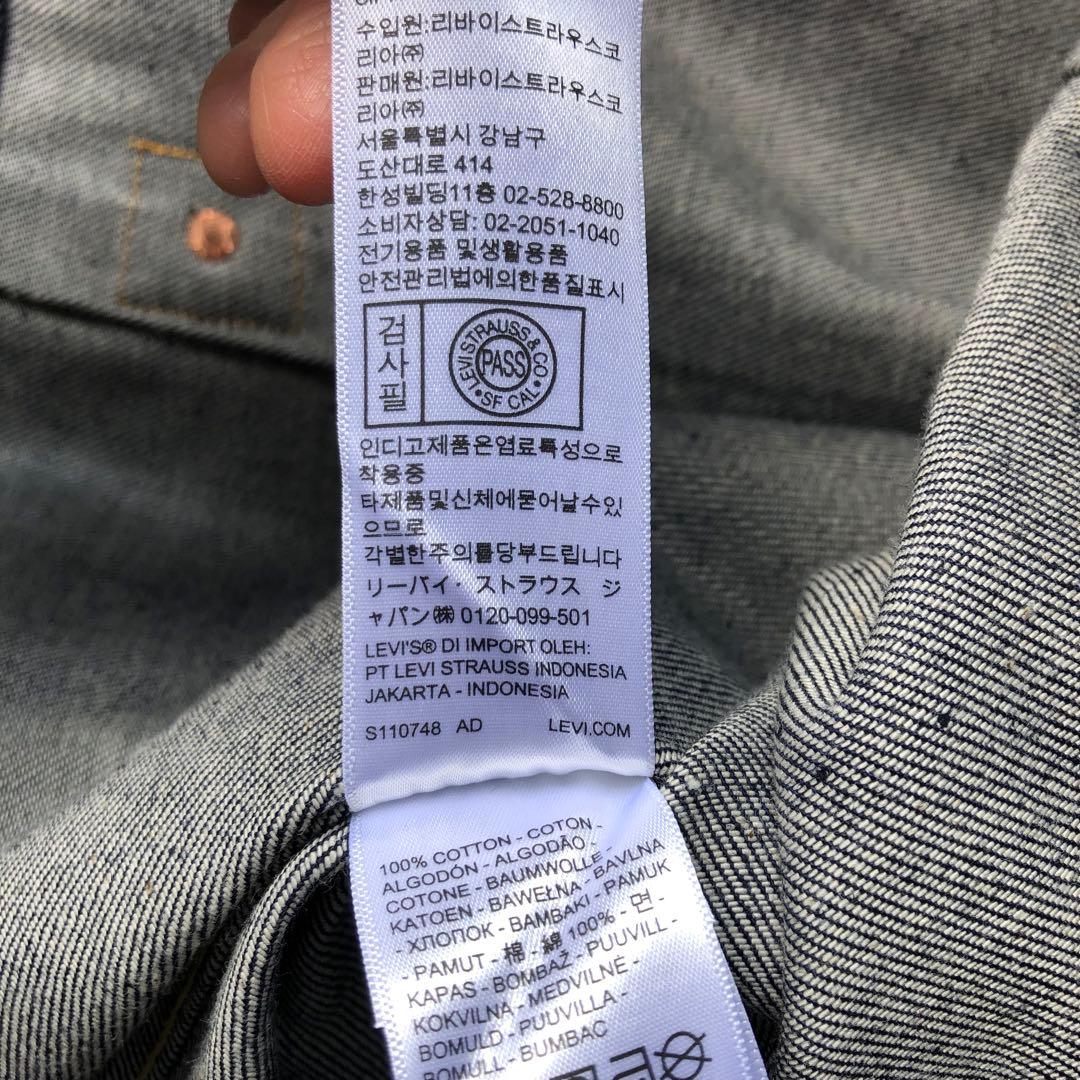 수입원:리바이스트라우스코
리아㈜
판매원:리바이스트라우스코
리아㈜
서울특별시 강남구
도산대로 414
한성빌딩11층 02-528-8800
소비자상담: 02-2051-1040
전기용품 및생활용품
안전관리법에의한품질표시
검사필
LEVI STRAUSS & CO
PASS
SF CAL
인디고제품은염료특성으로
착용중
타제품및신체에묻어날수있
으므로
각별한주의를당부드립니다
リーバイ・ストラウス ジ
ャパン㈱ 0120-099-501
LEVI'S® DI IMPORT OLEH:
PT LEVI STRAUSS INDONESIA
JAKARTA - INDONESIA
S110748 AD LEVI.COM
100% COTTON - COTON -
ALGODÓN - ALGODÃO -
COTONE - BAUMWOLLE -
KATOEN - BAWEŁNA - BAVLNA
- ХЛОПОК - BAMBAKI - PAMUK
- PAMUT - 棉 - 綿 100% - 면 -
KAPAS - BOMBAŽ - PUUVILL -
KOKVILNA - MEDVILNĖ -
BOMULD - PUUVILLA -
BOMULL - BUMBAC